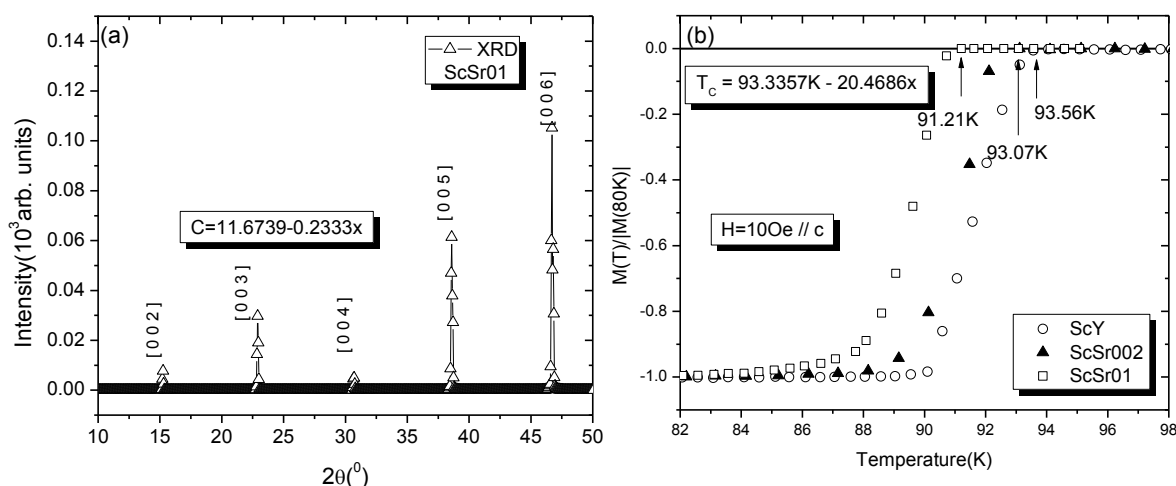 (a)
XRD
ScSr01
C=11.6739-0.2333x
[ 0 0 2 ]
[ 0 0 3 ]
[ 0 0 4 ]
[ 0 0 5 ]
[ 0 0 6 ]
0.14
0.12
0.10
0.08
0.06
0.04
0.02
0.00
Intensity(10³arb. units)
10 15 20 25 30 35 40 45 50
2θ(⁰)
(b)
T_C = 93.3357K - 20.4686x
91.21K
93.07K
93.56K
H=10Oe // c
ScY
ScSr002
ScSr01
0.0
-0.2
-0.4
-0.6
-0.8
-1.0
M(T)/|M(80K)|
82 84 86 88 90 92 94 96 98
Temperature(K)